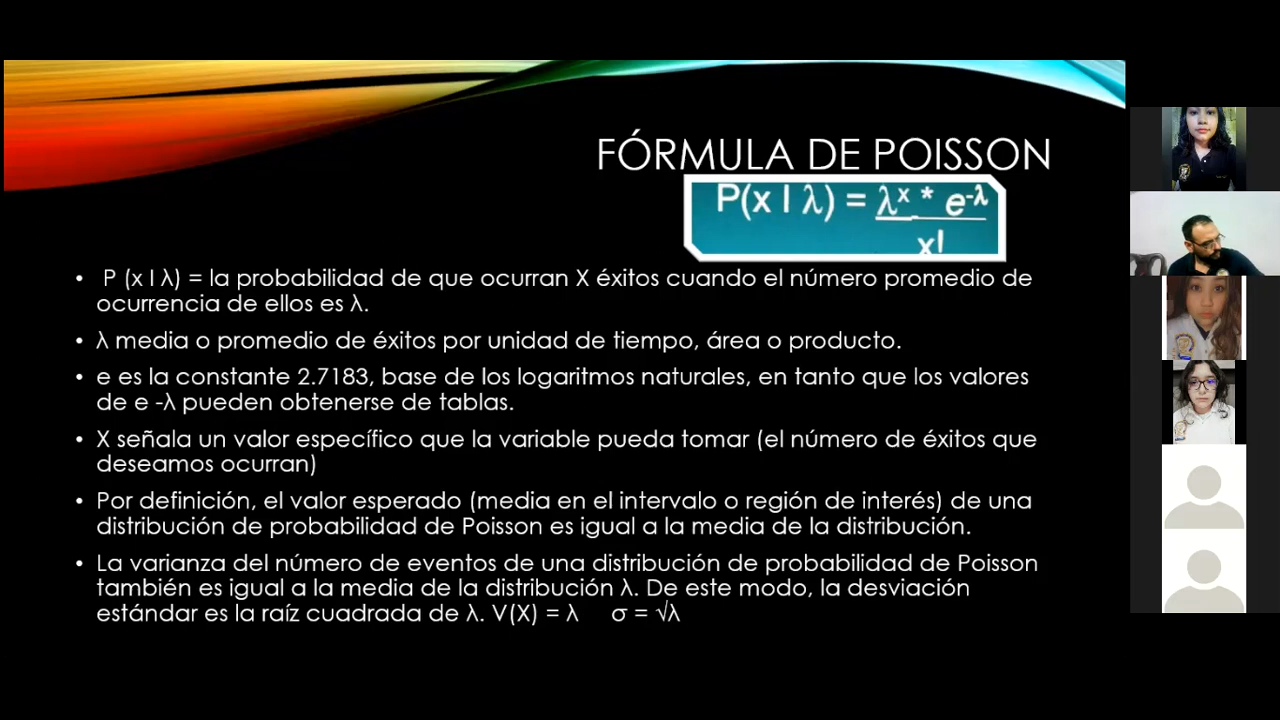 FÓRMULA DE POISSON
P(x I λ) = λˣ * e⁻λ
x!
• P (x I λ) = la probabilidad de que ocurran X éxitos cuando el número promedio de
ocurrencia de ellos es λ.
• λ media o promedio de éxitos por unidad de tiempo, área o producto.
• e es la constante 2.7183, base de los logaritmos naturales, en tanto que los valores
de e -λ pueden obtenerse de tablas.
• X señala un valor específico que la variable pueda tomar (el número de éxitos que
deseamos ocurran)
• Por definición, el valor esperado (media en el intervalo o región de interés) de una
distribución de probabilidad de Poisson es igual a la media de la distribución.
• La varianza del número de eventos de una distribución de probabilidad de Poisson
también es igual a la media de la distribución λ. De este modo, la desviación
estándar es la raíz cuadrada de λ. V(X) = λ σ = √λ